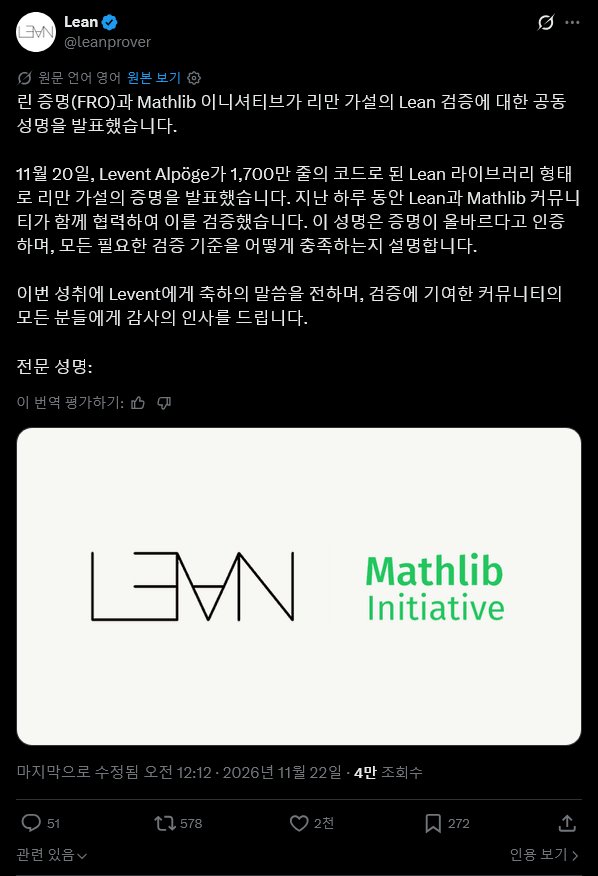 Lean
@leanprover
원문 언어 영어 원본 보기
린 증명(FRO)과 Mathlib 이니셔티브가 리만 가설의 Lean 검증에 대한 공동
성명을 발표했습니다.
11월 20일, Levent Alpöge가 1,700만 줄의 코드로 된 Lean 라이브러리 형태
로 리만 가설의 증명을 발표했습니다. 지난 하루 동안 Lean과 Mathlib 커뮤니
티가 함께 협력하여 이를 검증했습니다. 이 성명은 증명이 올바르다고 인증
하며, 모든 필요한 검증 기준을 어떻게 충족하는지 설명합니다.
이번 성취에 Levent에게 축하의 말씀을 전하며, 검증에 기여한 커뮤니티의
모든 분들에게 감사의 인사를 드립니다.
전문 성명:
이 번역 평가하기:
LEAN
Mathlib
Initiative
마지막으로 수정됨 오전 12:12 · 2026년 11월 22일 · 4만 조회수
51 578 2천 272
관련 있음 인용 보기